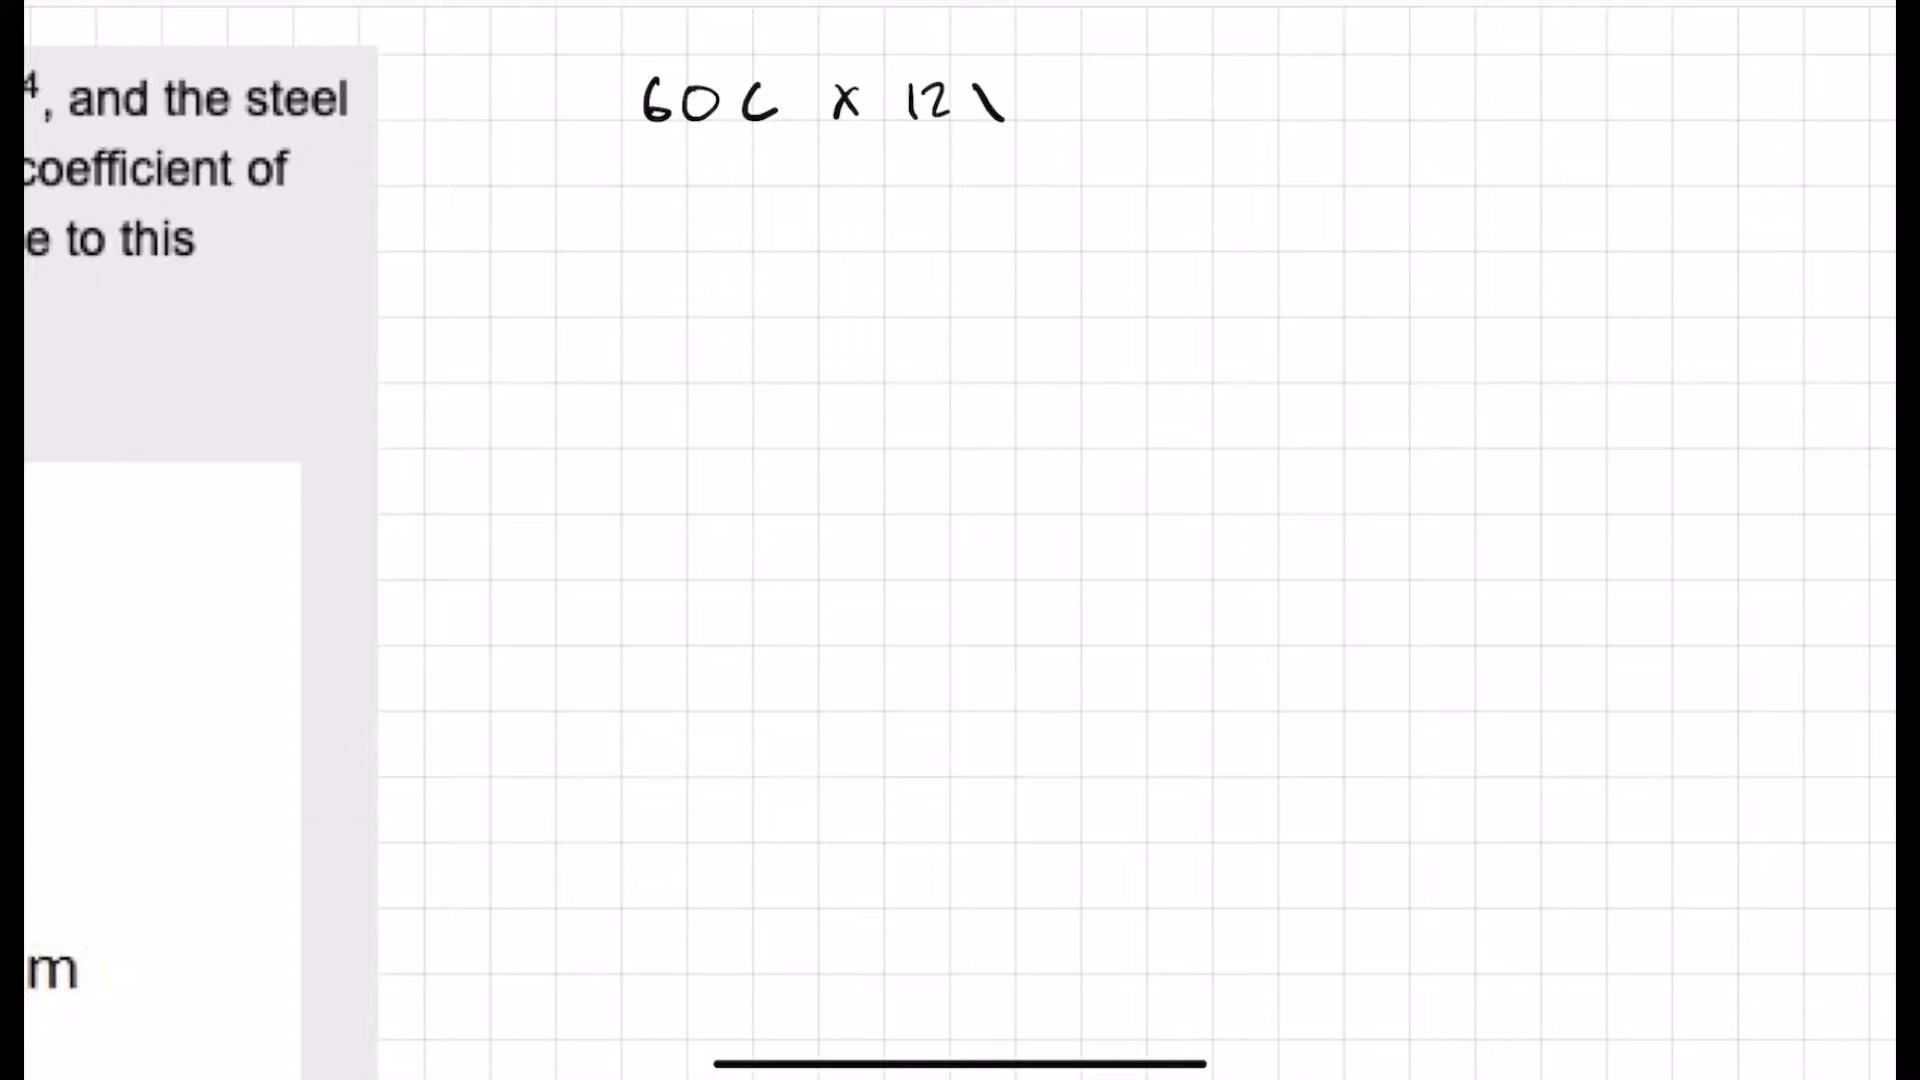 4, and the steel
coefficient of
e to this
60C x 12\
m